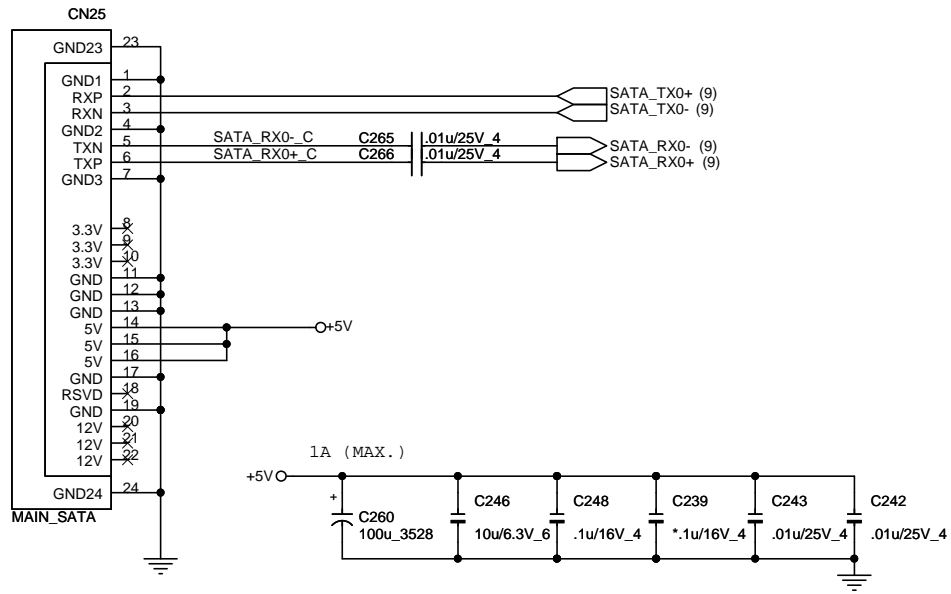 CN25
GND23 23
GND1 1
RXP 2
RXN 3
GND2 4
TXN 5
TXP 6
GND3 7
SATA_TX0+ (9)
SATA_TX0- (9)
SATA_RX0-_C C265 .01u/25V_4 SATA_RX0- (9)
SATA_RX0+_C C266 .01u/25V_4 SATA_RX0+ (9)
3.3V 8
3.3V 9
3.3V 10
GND 11
GND 12
GND 13
5V 14 +5V
5V 15
5V 16
GND 17
RSVD 18
GND 19
12V 20
12V 21
12V 22
GND24 24
MAIN_SATA
1A (MAX.)
+5V
+
C260
100u_3528
C246
10u/6.3V_6
C248
.1u/16V_4
C239
*.1u/16V_4
C243
.01u/25V_4
C242
.01u/25V_4